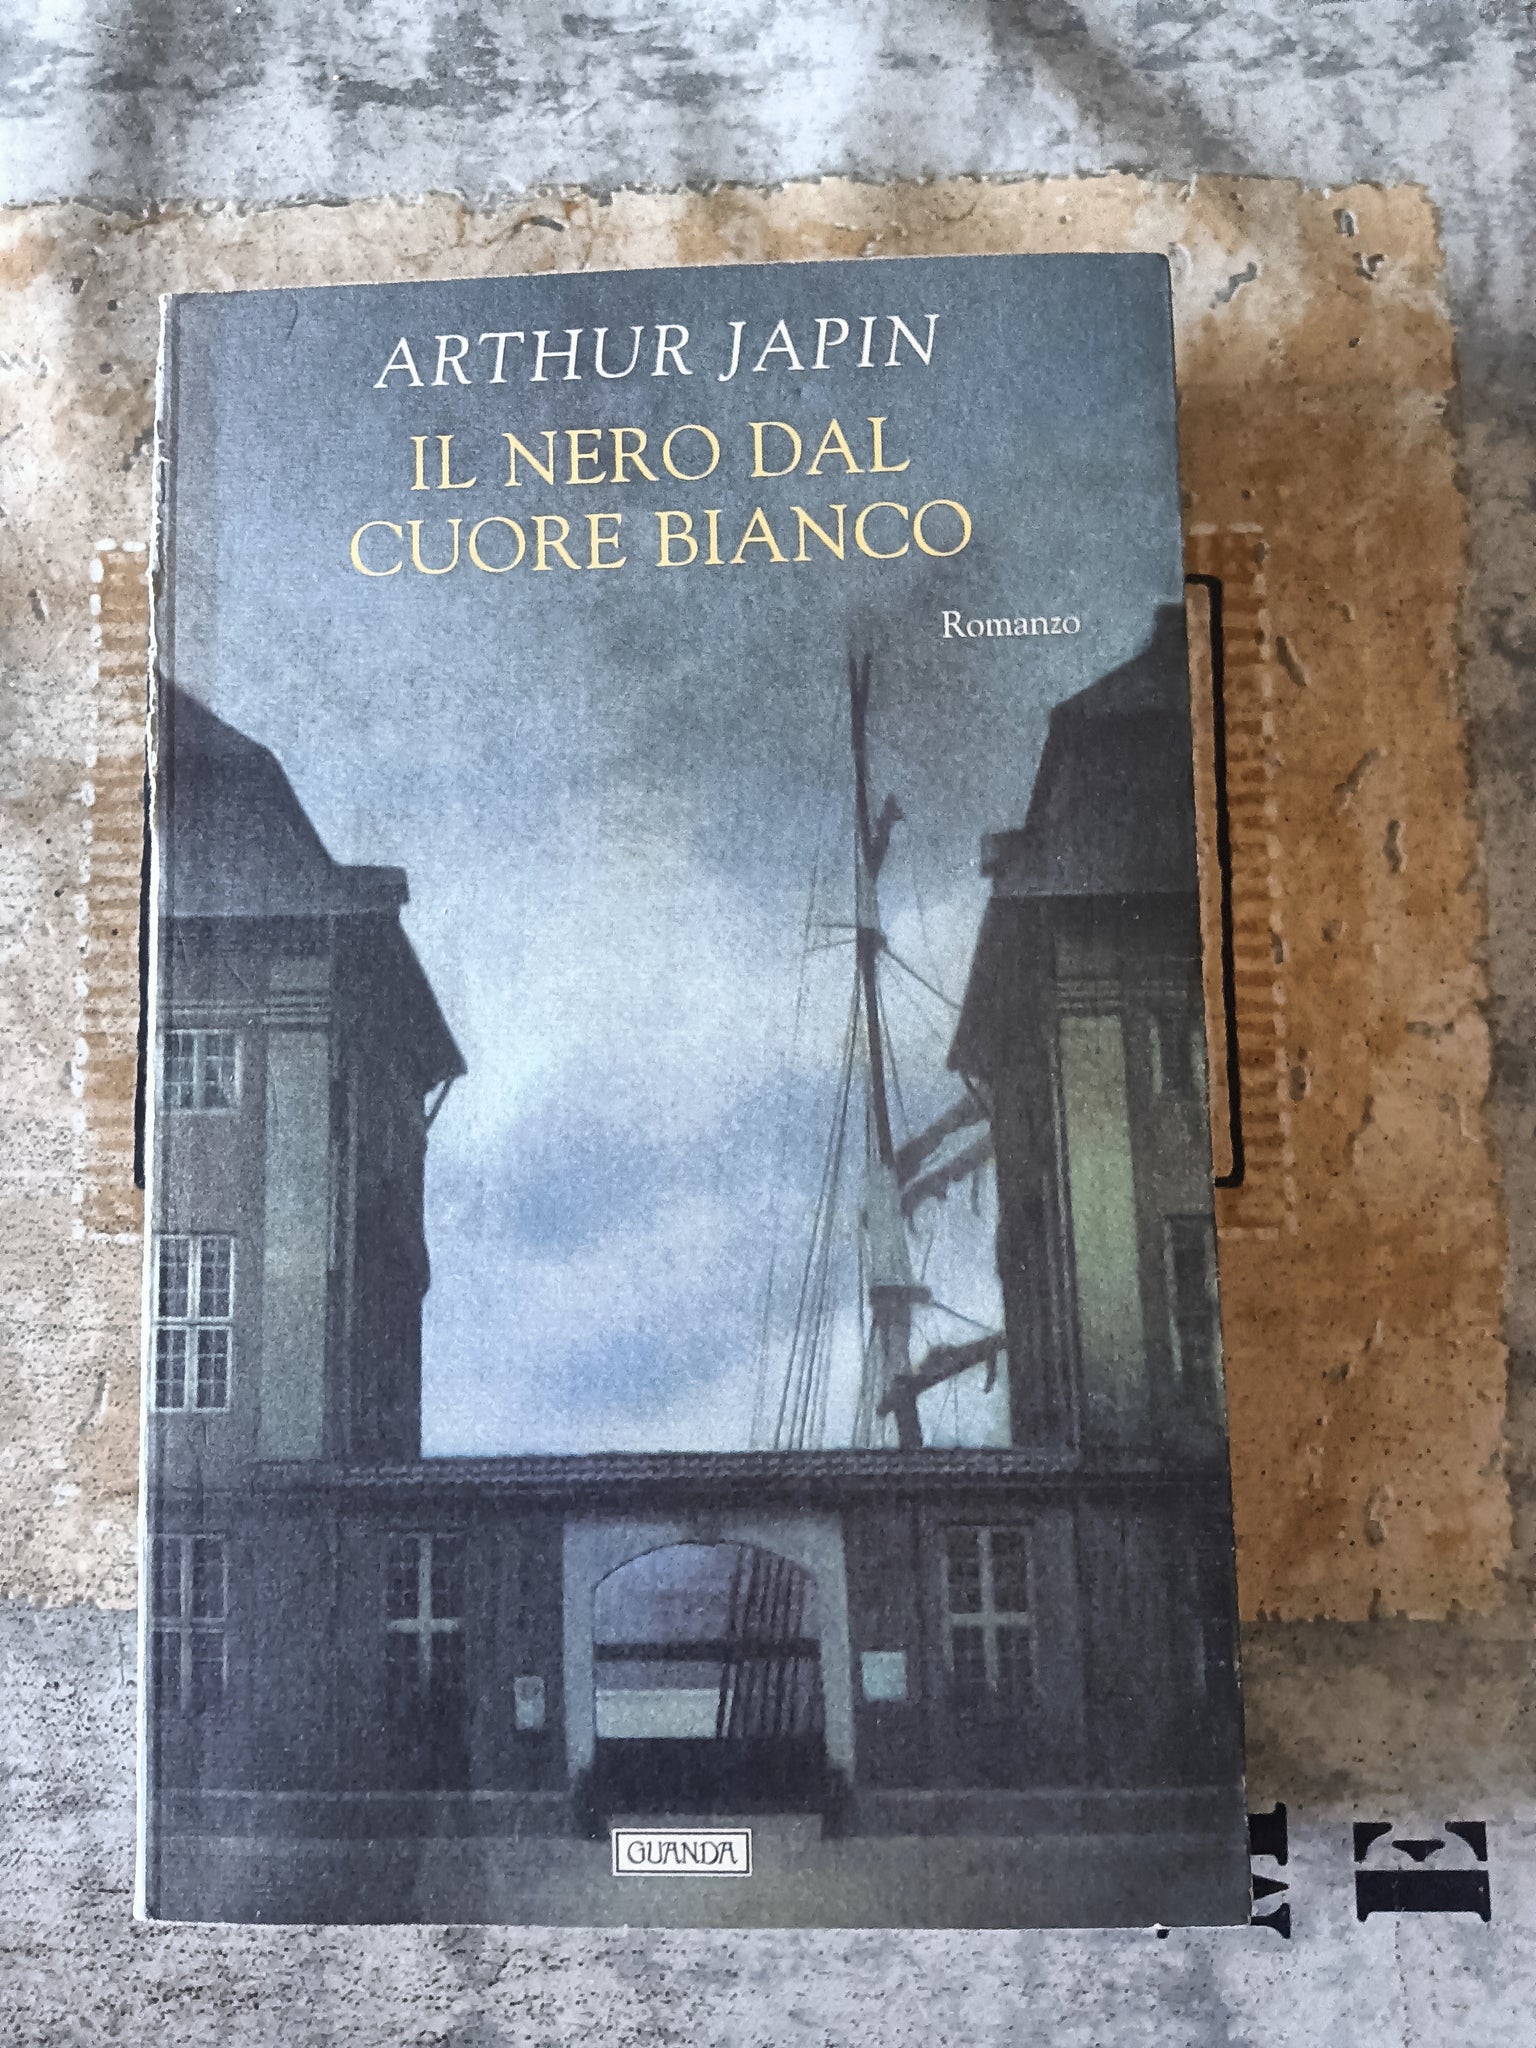 ARTHUR JAPIN
IL NERO DAL
CUORE BIANCO
Romanzo
GUANDA